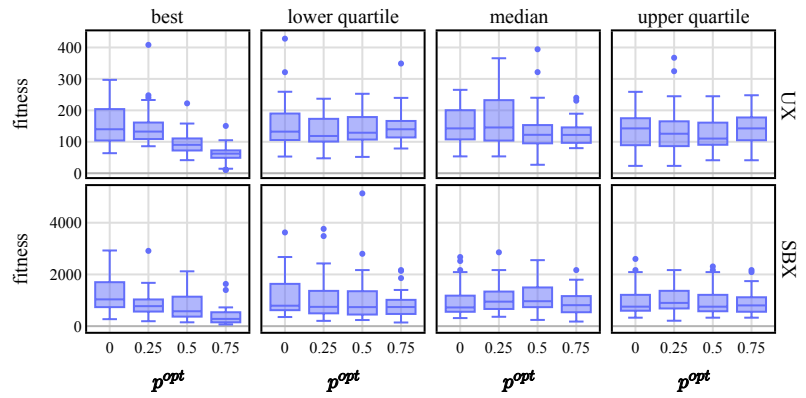 best lower quartile median upper quartile
fitness
400
300
200
100
0
UX
fitness
4000
2000
0
SBX
0 0.25 0.5 0.75 0 0.25 0.5 0.75 0 0.25 0.5 0.75 0 0.25 0.5 0.75
p^opt p^opt p^opt p^opt